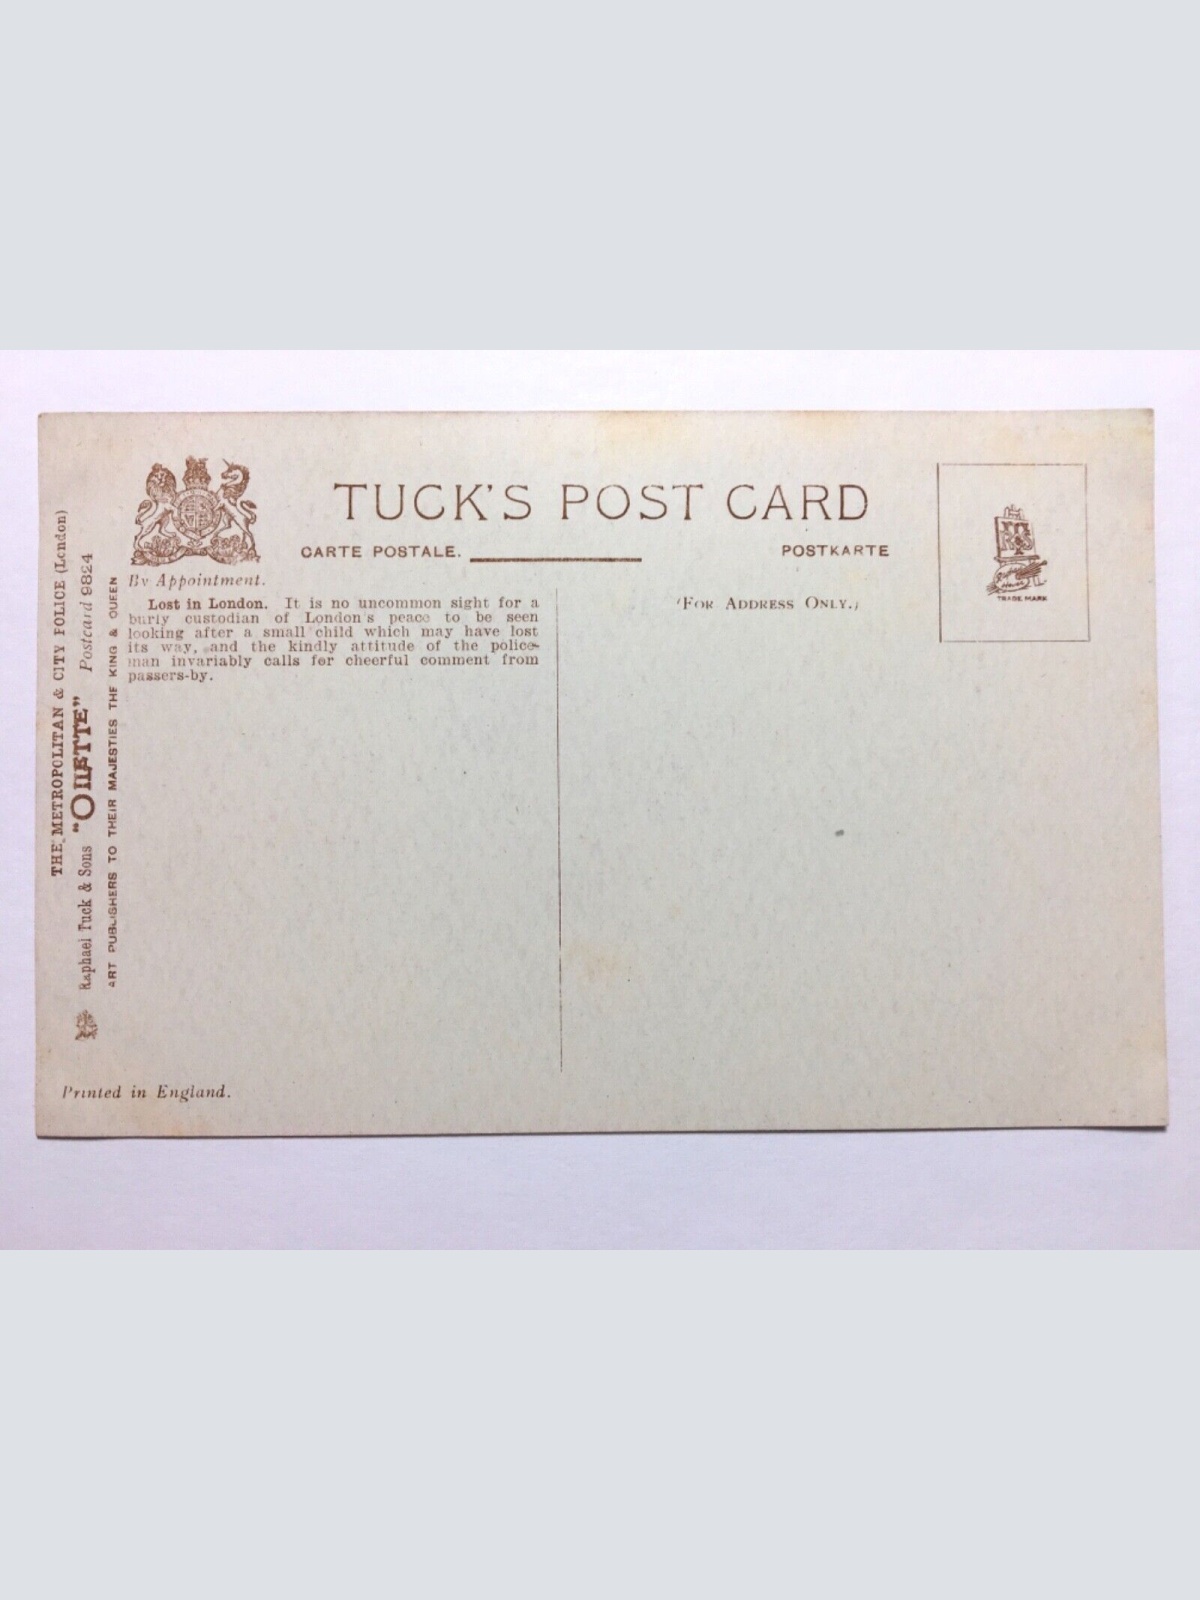 TUCK'S POST CARD
CARTE POSTALE.
POSTKARTE
By Appointment.
(FOR ADDRESS ONLY.)
TRADE MARK
Lost in London. It is no uncommon sight for a
burly custodian of London's peace to be seen
looking after a small child which may have lost
its way, and the kindly attitude of the police-
man invariably calls for cheerful comment from
passers-by.
THE METROPOLITAN & CITY POLICE (London)
Raphael Tuck & Sons "OILETTE" Postcard 9824
ART PUBLISHERS TO THEIR MAJESTIES THE KING & QUEEN
Printed in England.